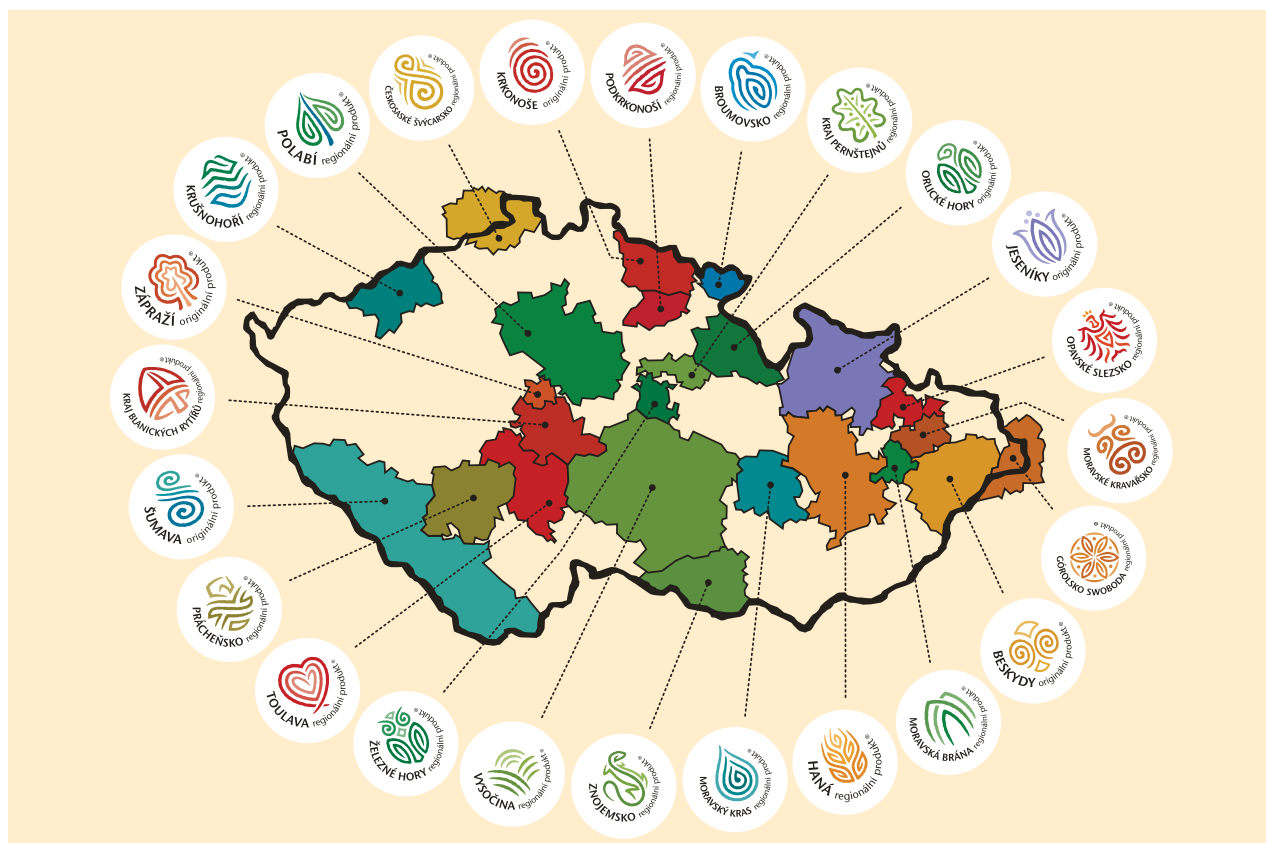 ČESKOSASKÉ ŠVÝCARSKO regionální produkt®
KRKONOŠE originální produkt®
PODKRKONOŠÍ regionální produkt®
BROUMOVSKO regionální produkt®
KRAJ PERNŠTEJNŮ regionální produkt®
ORLICKÉ HORY originální produkt®
JESENÍKY originální produkt®
OPAVSKÉ SLEZSKO regionální produkt®
MORAVSKÉ KRAVAŘSKO regionální produkt®
GÓROLSKO SWOBODA regionální produkt®
BESKYDY originální produkt®
MORAVSKÁ BRÁNA regionální produkt®
HANÁ regionální produkt®
MORAVSKÝ KRAS regionální produkt®
ZNOJEMSKO regionální produkt®
VYSOČINA regionální produkt®
ŽELEZNÉ HORY regionální produkt®
TOULAVA regionální produkt®
PRÁCHEŇSKO regionální produkt®
ŠUMAVA originální produkt®
KRAJ BLANICKÝCH RYTÍŘŮ regionální produkt®
ZÁPRAŽÍ originální produkt®
KRUŠNOHOŘÍ regionální produkt®
POLABÍ regionální produkt®